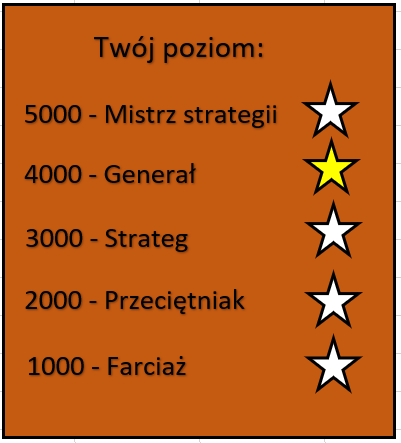 Twój poziom:
5000 - Mistrz strategii
4000 - Generał
3000 - Strateg
2000 - Przeciętniak
1000 - Farciaż